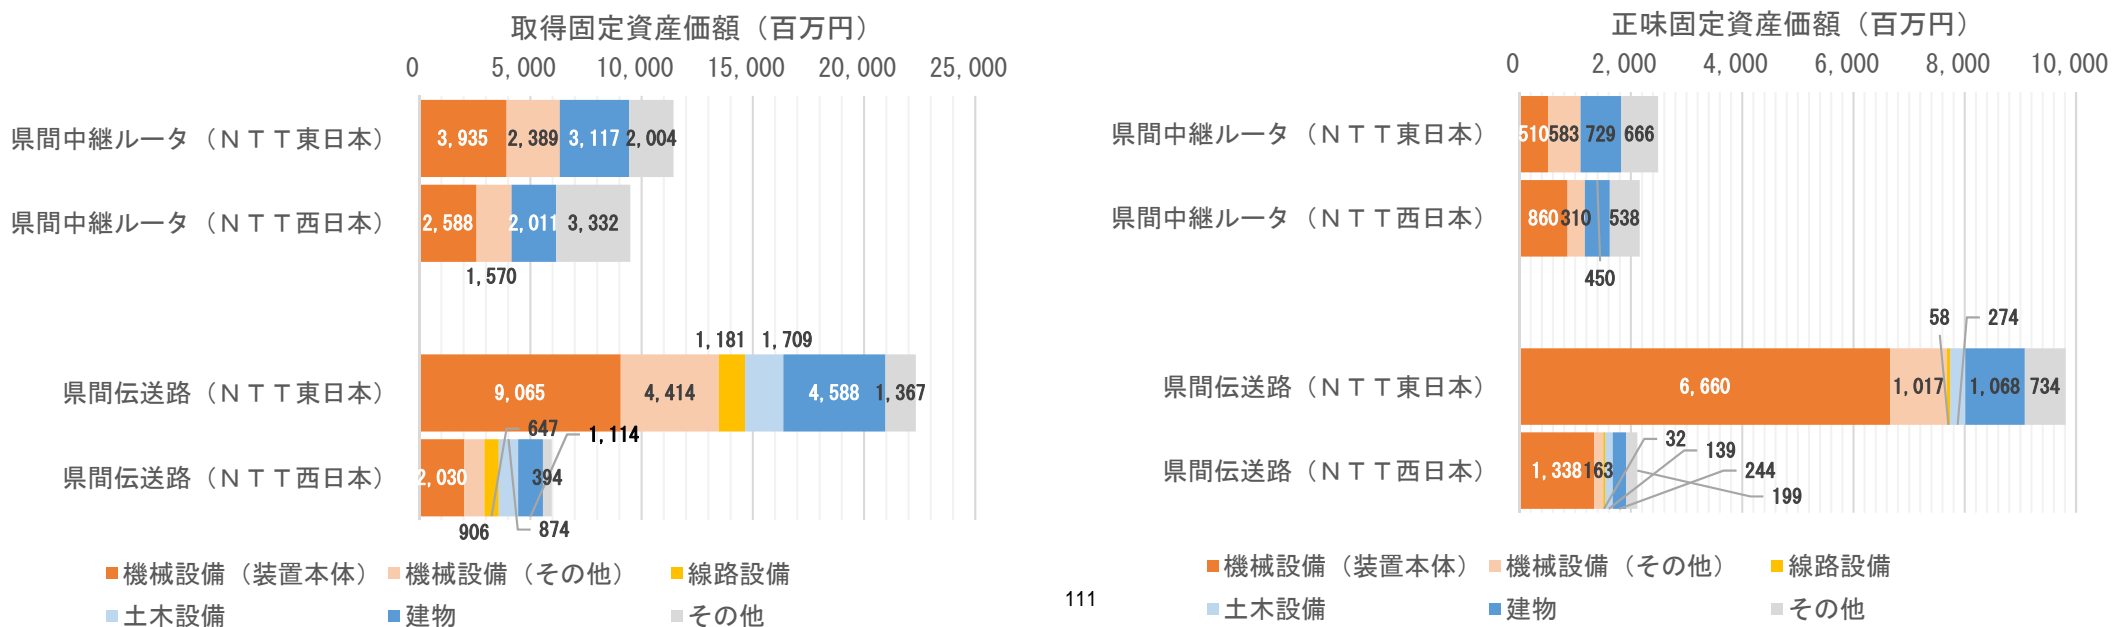 取得固定資産価額（百万円）
0 5,000 10,000 15,000 20,000 25,000
県間中継ルータ（ＮＴＴ東日本） 3,935 2,389 3,117 2,004
県間中継ルータ（ＮＴＴ西日本） 2,588 2,011 3,332
1,570
1,181 1,709
県間伝送路（ＮＴＴ東日本） 9,065 4,414 4,588 1,367
647 1,114
県間伝送路（ＮＴＴ西日本） 2,030 394
906 874
機械設備（装置本体） 機械設備（その他） 線路設備
土木設備 建物 その他
正味固定資産価額（百万円）
0 2,000 4,000 6,000 8,000 10,000
県間中継ルータ（ＮＴＴ東日本） 510 583 729 666
県間中継ルータ（ＮＴＴ西日本） 860 310 538
450
58 274
県間伝送路（ＮＴＴ東日本） 6,660 1,017 1,068 734
32
139
県間伝送路（ＮＴＴ西日本） 1,338 163 244
199
機械設備（装置本体） 機械設備（その他） 線路設備
土木設備 建物 その他
111